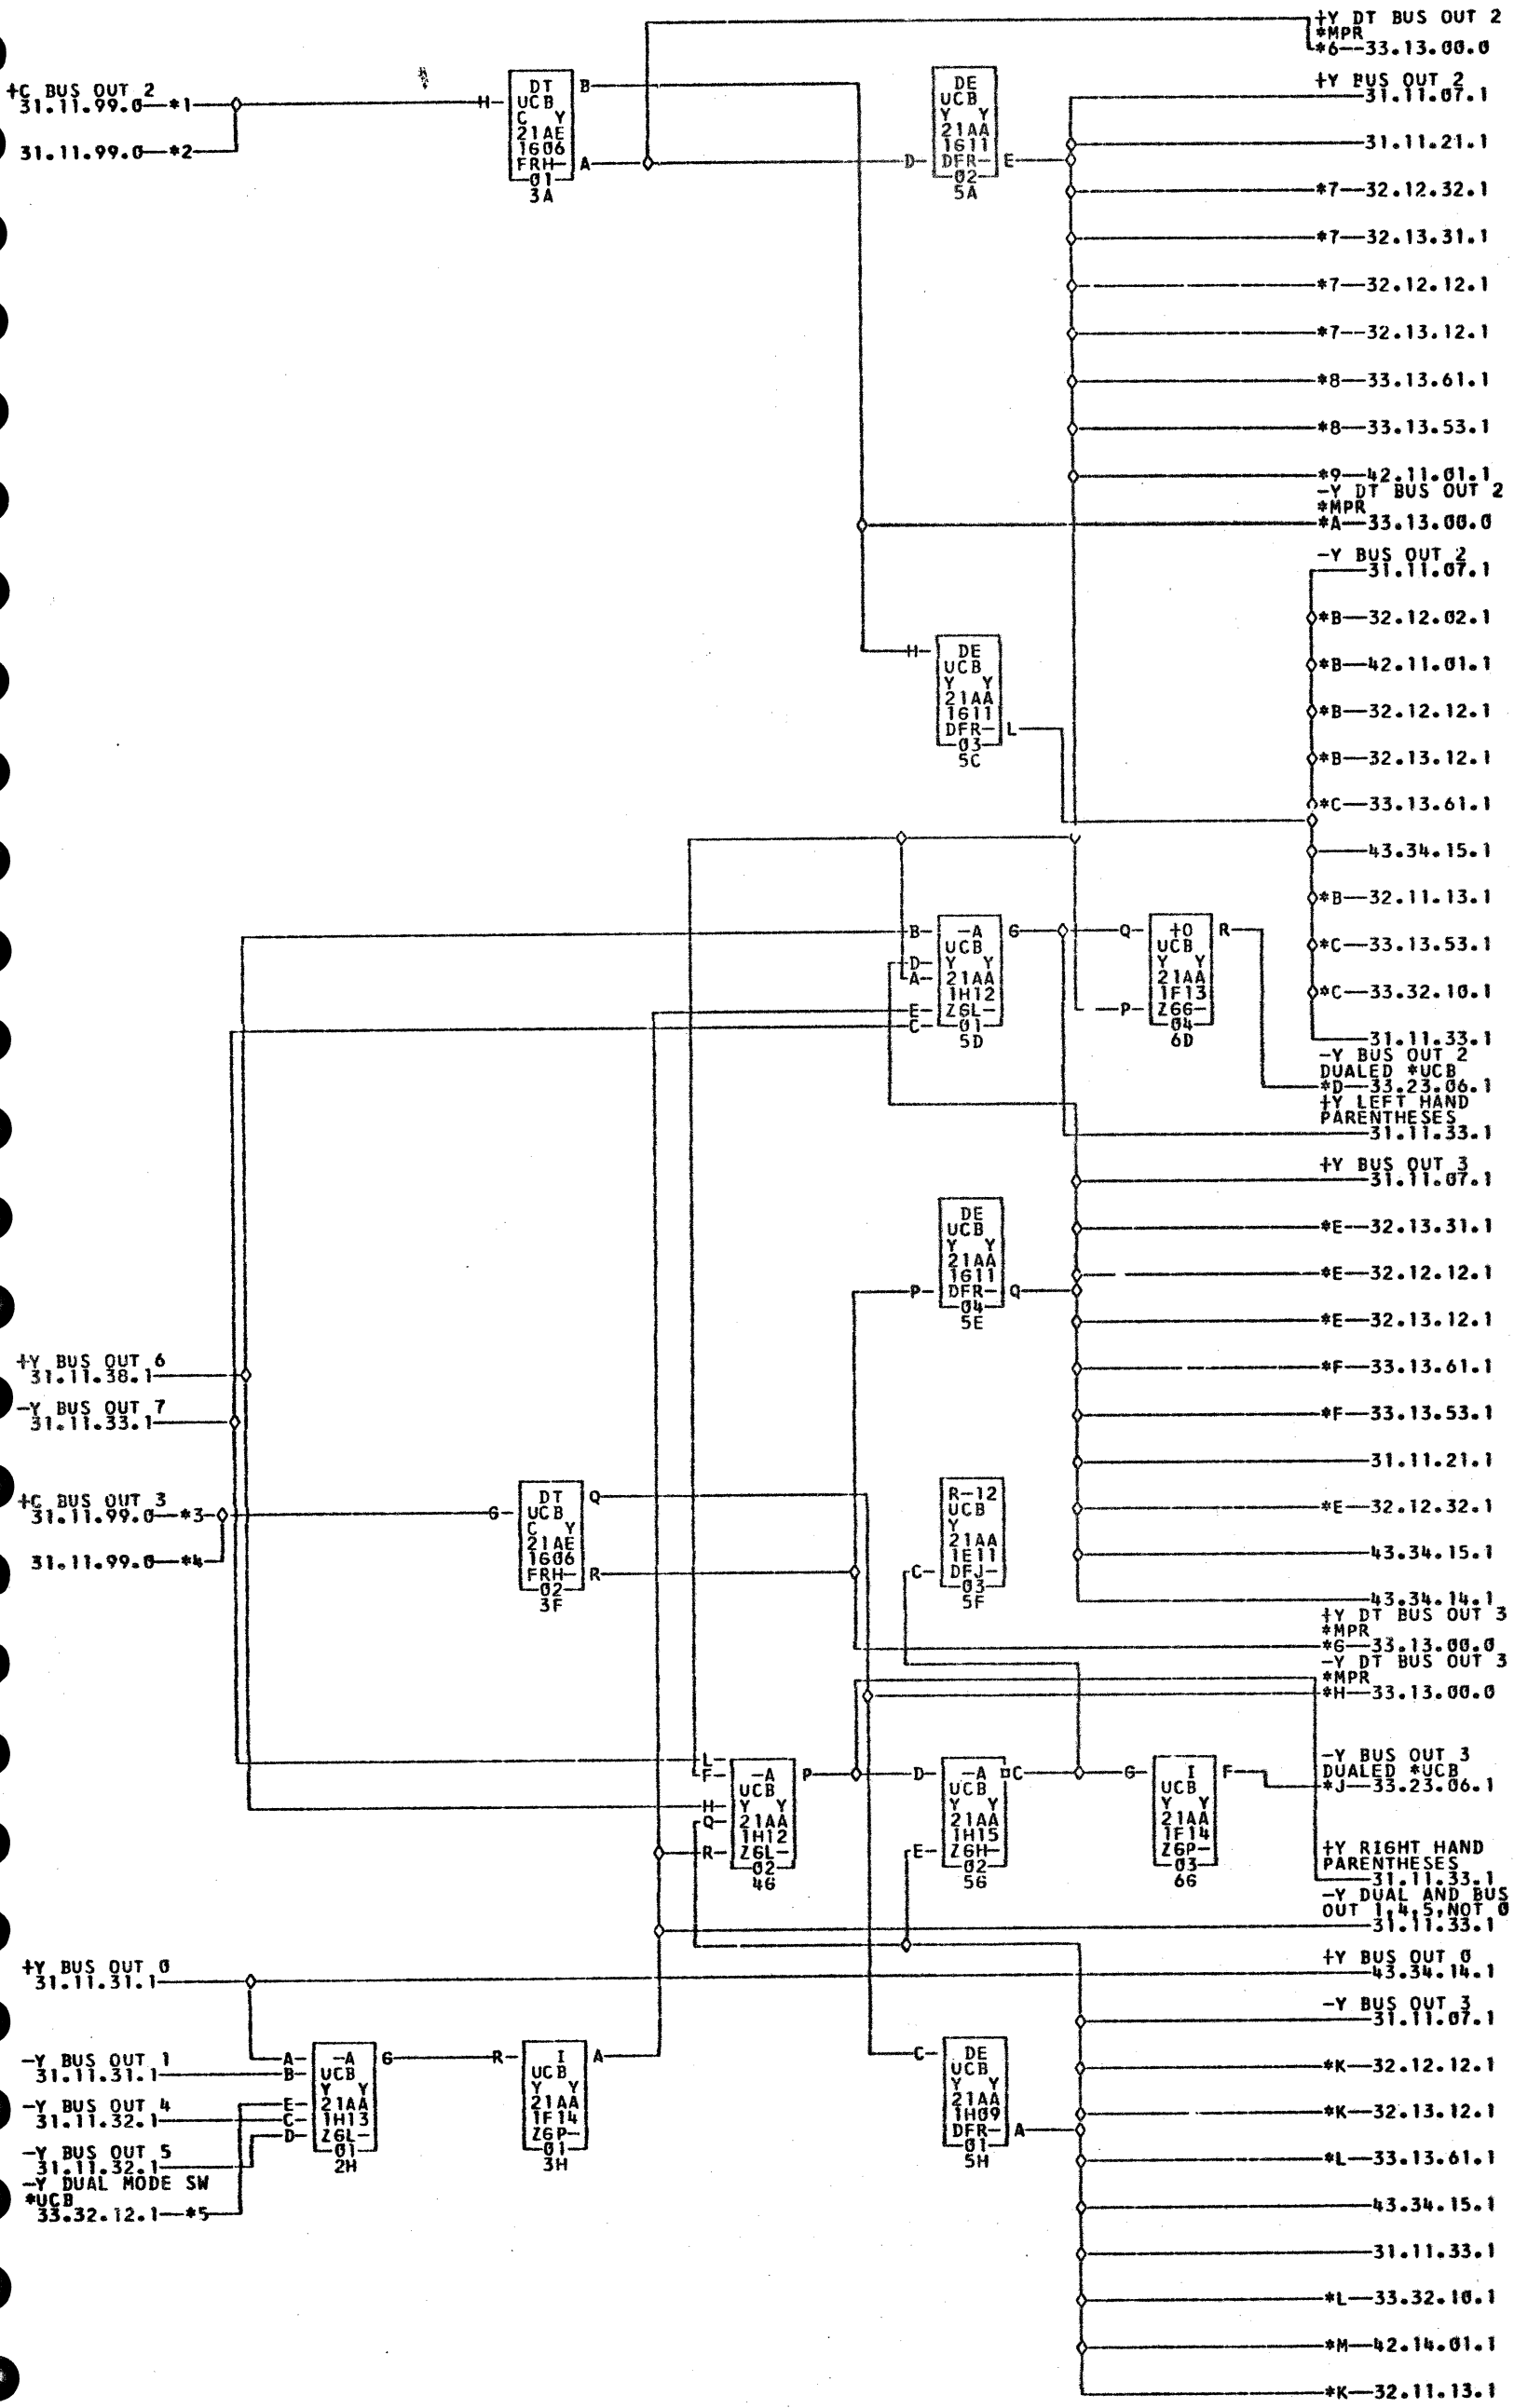 +Y DT BUS OUT 2
*MPR
*6—33.13.00.0
+C BUS OUT 2
31.11.99.0—*1
31.11.99.0—*2
H
DT
UCB
C Y
21AE
1G06
FRH-
01
3A
B
A
D
DE
UCB
Y Y
21AA
1G11
DFR-
02
5A
E
+Y BUS OUT 2
31.11.07.1
31.11.21.1
*7—32.12.32.1
*7—32.13.31.1
*7—32.12.12.1
*7—32.13.12.1
*8—33.13.61.1
*8—33.13.53.1
*9—42.11.01.1
-Y DT BUS OUT 2
*MPR
*A—33.13.00.0
-Y BUS OUT 2
31.11.07.1
*B—32.12.02.1
*B—42.11.01.1
*B—32.12.12.1
*B—32.13.12.1
*C—33.13.61.1
43.34.15.1
*B—32.11.13.1
*C—33.13.53.1
*C—33.32.10.1
31.11.33.1
H
DE
UCB
Y Y
21AA
1G11
DFR-
03
5C
L
B
D
A
E
C
-A
UCB
Y Y
21AA
1H12
ZGL-
01
5D
G
Q
P
+O
UCB
Y Y
21AA
1F13
ZGG-
04
6D
R
-Y BUS OUT 2
DUALED *UCB
*D—33.23.06.1
+Y LEFT HAND
PARENTHESES
31.11.33.1
+Y BUS OUT 3
31.11.07.1
*E—32.13.31.1
*E—32.12.12.1
*E—32.13.12.1
*F—33.13.61.1
*F—33.13.53.1
31.11.21.1
*E—32.12.32.1
43.34.15.1
43.34.14.1
P
DE
UCB
Y Y
21AA
1G11
DFR-
04
5E
Q
+Y BUS OUT 6
31.11.38.1
-Y BUS OUT 7
31.11.33.1
+C BUS OUT 3
31.11.99.0—*3
31.11.99.0—*4
G
DT
UCB
C Y
21AE
1G06
FRH-
02
3F
Q
R
C
R-12
UCB
Y
21AA
1E11
DFJ-
03
5F
+Y DT BUS OUT 3
*MPR
*G—33.13.00.0
-Y DT BUS OUT 3
*MPR
*H—33.13.00.0
L
F
H
Q
R
-A
UCB
Y Y
21AA
1H12
ZGL-
02
4G
P
D
E
-A
UCB
Y Y
21AA
1H15
ZGH-
02
5G
C
G
I
UCB
Y Y
21AA
1F14
ZGP-
03
6G
F
-Y BUS OUT 3
DUALED *UCB
*J—33.23.06.1
+Y RIGHT HAND
PARENTHESES
31.11.33.1
-Y DUAL AND BUS
OUT 1,4,5,NOT 0
31.11.33.1
+Y BUS OUT 0
31.11.31.1
+Y BUS OUT 0
43.34.14.1
-Y BUS OUT 1
31.11.31.1
-Y BUS OUT 4
31.11.32.1
-Y BUS OUT 5
31.11.32.1
-Y DUAL MODE SW
*UCB
33.32.12.1—*5
A
B
E
C
D
-A
UCB
Y Y
21AA
1H13
ZGL-
01
2H
G
R
I
UCB
Y Y
21AA
1F14
ZGP-
01
3H
A
C
DE
UCB
Y Y
21AA
1H09
DFR-
01
5H
A
-Y BUS OUT 3
31.11.07.1
*K—32.12.12.1
*K—32.13.12.1
*L—33.13.61.1
43.34.15.1
31.11.33.1
*L—33.32.10.1
*M—42.14.01.1
*K—32.11.13.1